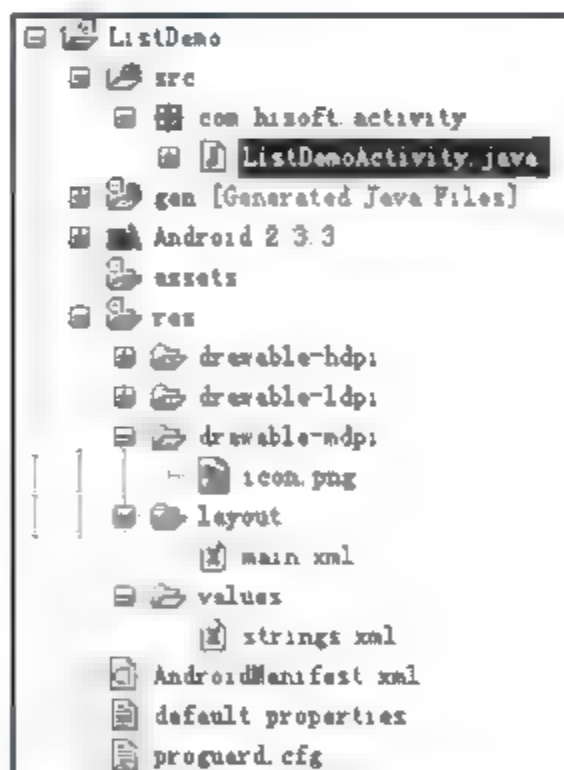 ListDemo
src
com hisoft.activity
ListDemoActivity.java
gen [Generated Java Files]
Android 2 3.3
assets
res
drawable-hdpi
drawable-ldpi
drawable-mdpi
icon.png
layout
main xml
values
strings xml
AndroidManifest xml
default properties
proguard.cfg